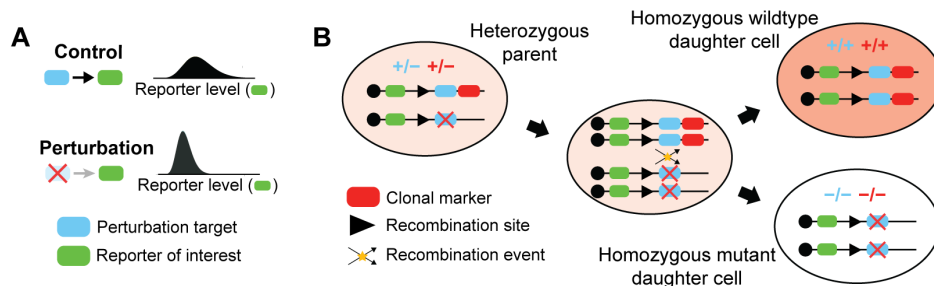 A
Control
Reporter level ( )
Perturbation
Reporter level ( )
Perturbation target
Reporter of interest
B
Heterozygous
parent
+/− +/−
Homozygous wildtype
daughter cell
+/+ +/+
Clonal marker
Recombination site
Recombination event
−/− −/−
Homozygous mutant
daughter cell